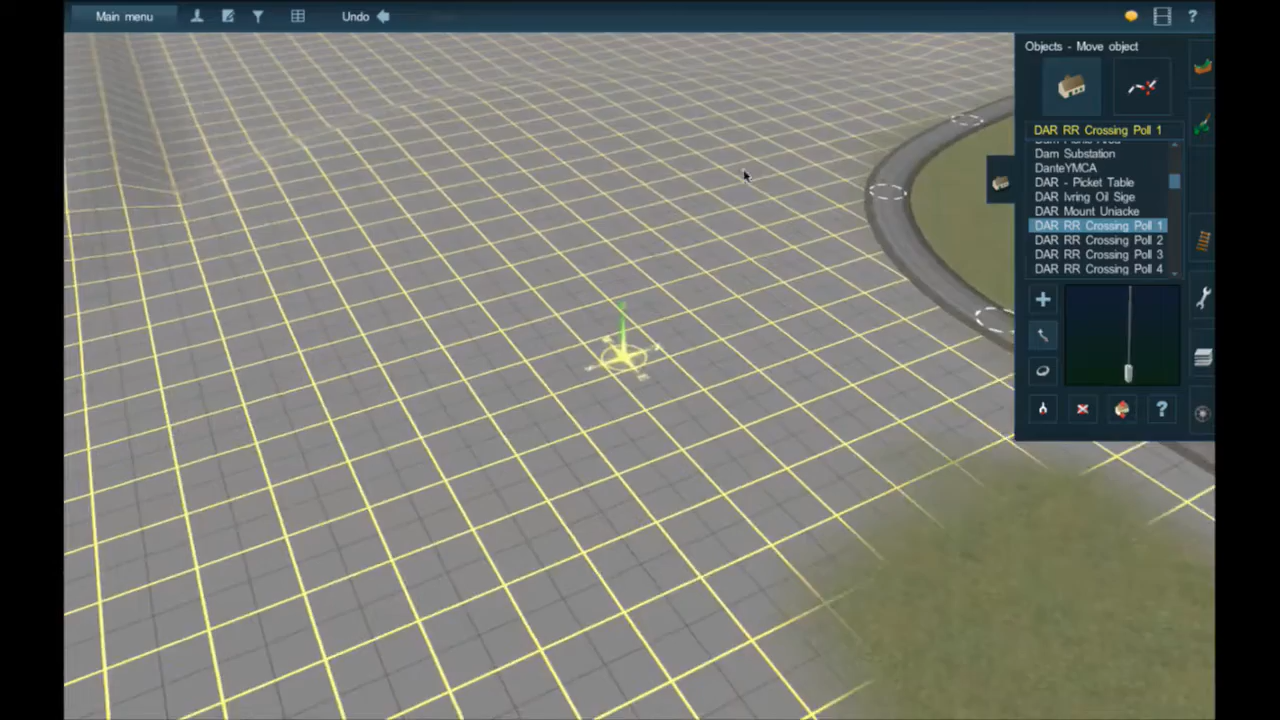 Main menu
Undo
?
Objects - Move object
DAR RR Crossing Poll 1
Dam Substation
DanteYMCA
DAR - Picket Table
DAR Ivring Oil Sige
DAR Mount Uniacke
DAR RR Crossing Poll 1
DAR RR Crossing Poll 2
DAR RR Crossing Poll 3
DAR RR Crossing Poll 4
?